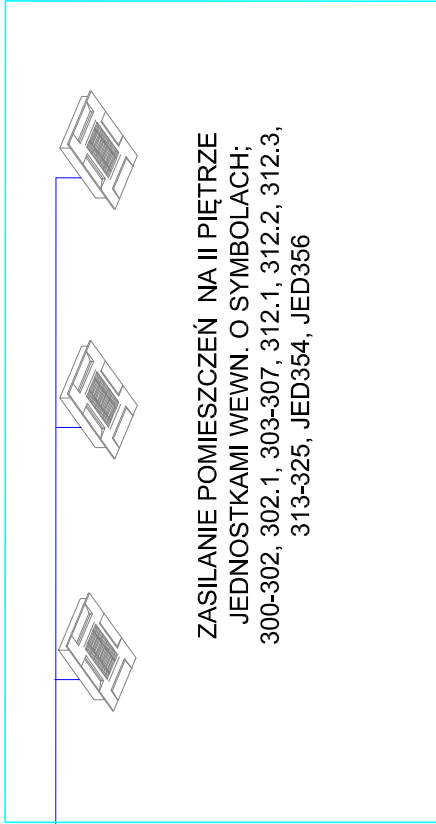 ZASILANIE POMIESZCZEŃ NA II PIĘTRZE
JEDNOSTKAMI WEWN. O SYMBOLACH;
300-302, 302.1, 303-307, 312.1, 312.2, 312.3,
313-325, JED354, JED356